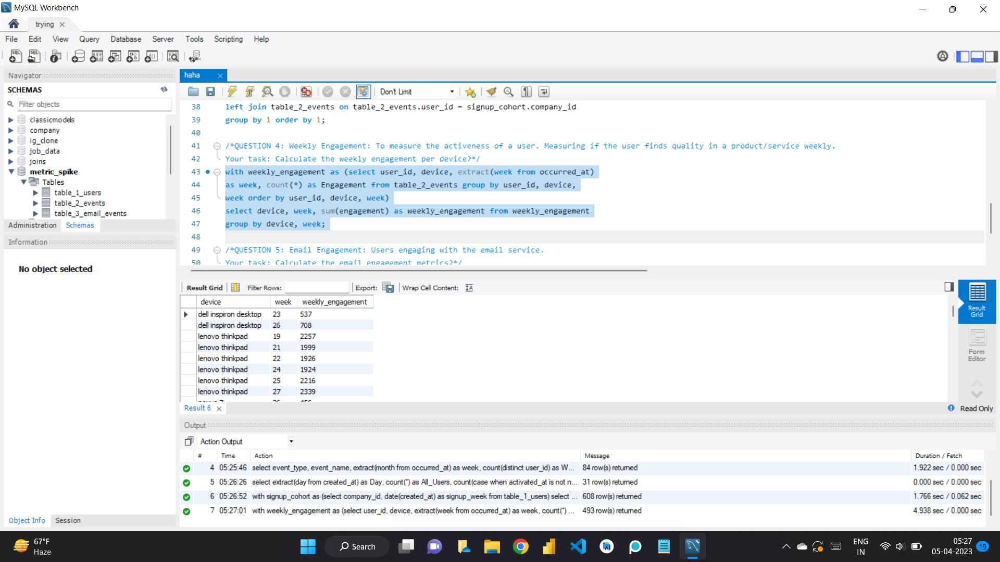 MySQL Workbench
trying
File Edit View Query Database Server Tools Scripting Help
Navigator
SCHEMAS
Filter objects
classicmodels
company
ig_clone
job_data
joins
metric_spike
Tables
table_1_users
table_2_events
table_3_email_events
Administration Schemas
Information
No object selected
Object Info Session
haha
Don't Limit
38 left join table_2_events on table_2_events.user_id = signup_cohort.company_id
39 group by 1 order by 1;
40
41 /*QUESTION 4: Weekly Engagement: To measure the activeness of a user. Measuring if the user finds quality in a product/service weekly.
42 Your task: Calculate the weekly engagement per device?*/
43 with weekly_engagement as (select user_id, device, extract(week from occurred_at)
44 as week, count(*) as Engagement from table_2_events group by user_id, device,
45 week order by user_id, device, week)
46 select device, week, sum(engagement) as weekly_engagement from weekly_engagement
47 group by device, week;
48
49 /*QUESTION 5: Email Engagement: Users engaging with the email service.
50 Your task: Calculate the email engagement metrics?*/
Result Grid Filter Rows: Export: Wrap Cell Content:
device week weekly_engagement
dell inspiron desktop 23 537
dell inspiron desktop 26 708
lenovo thinkpad 19 2257
lenovo thinkpad 21 1999
lenovo thinkpad 22 1926
lenovo thinkpad 24 1924
lenovo thinkpad 25 2216
lenovo thinkpad 27 2339
Result Grid
Form Editor
Result 6
Read Only
Output
Action Output
# Time Action Message Duration / Fetch
4 05:25:46 select event_type, event_name, extract(month from occurred_at) as week, count(distinct user_id) as W... 84 row(s) returned 1.922 sec / 0.000 sec
5 05:26:26 select extract(day from created_at) as Day, count(*) as All_Users, count(case when activated_at is not n... 31 row(s) returned 0.000 sec / 0.000 sec
6 05:26:52 with signup_cohort as (select company_id, date(created_at) as signup_week from table_1_users) select ... 608 row(s) returned 1.766 sec / 0.062 sec
7 05:27:01 with weekly_engagement as (select user_id, device, extract(week from occurred_at) as week, count(*) ... 493 row(s) returned 4.938 sec / 0.000 sec
67°F
Haze
Search
ENG
IN
05:27
05-04-2023
19